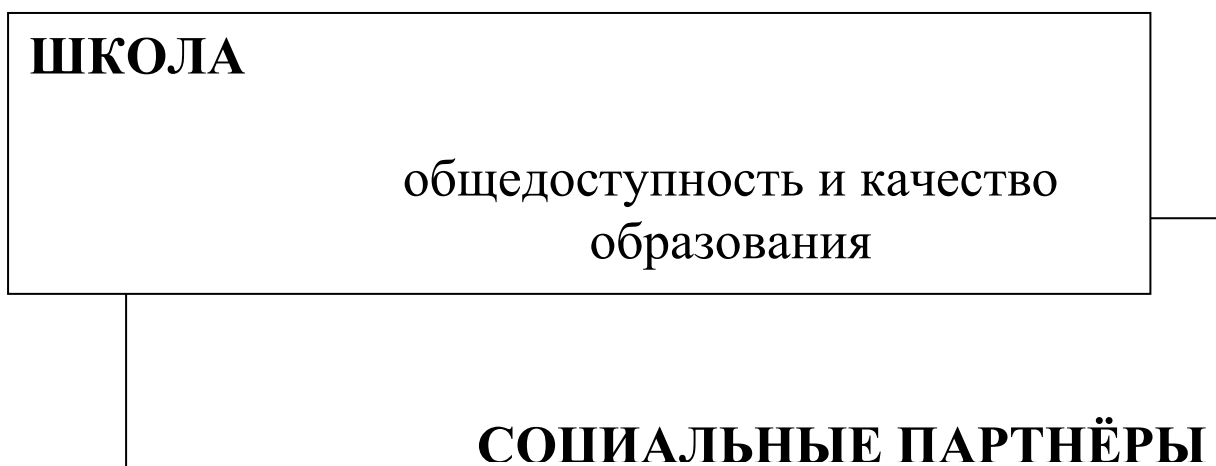 ШКОЛА
общедоступность и качество
образования
СОЦИАЛЬНЫЕ ПАРТНЁРЫ